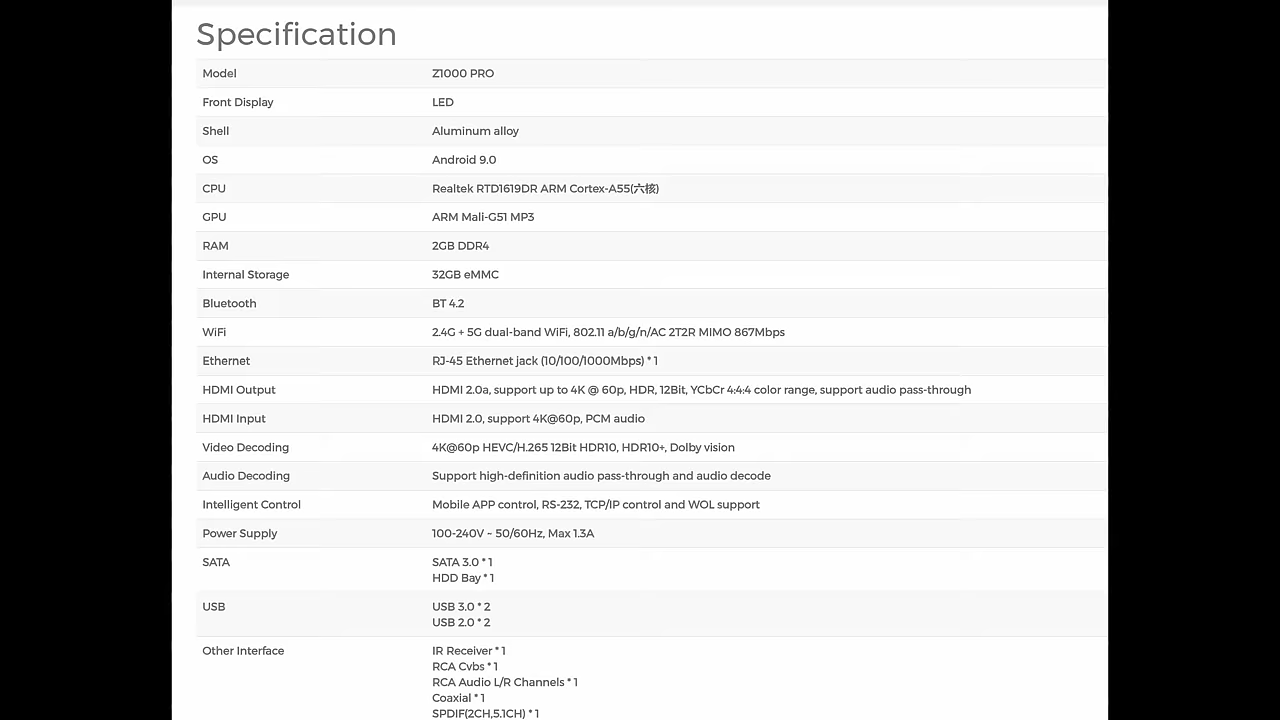 Specification
Model Z1000 PRO
Front Display LED
Shell Aluminum alloy
OS Android 9.0
CPU Realtek RTD1619DR ARM Cortex-A55(六核)
GPU ARM Mali-G51 MP3
RAM 2GB DDR4
Internal Storage 32GB eMMC
Bluetooth BT 4.2
WiFi 2.4G + 5G dual-band WiFi, 802.11 a/b/g/n/AC 2T2R MIMO 867Mbps
Ethernet RJ-45 Ethernet jack (10/100/1000Mbps) * 1
HDMI Output HDMI 2.0a, support up to 4K @ 60p, HDR, 12Bit, YCbCr 4:4:4 color range, support audio pass-through
HDMI Input HDMI 2.0, support 4K@60p, PCM audio
Video Decoding 4K@60p HEVC/H.265 12Bit HDR10, HDR10+, Dolby vision
Audio Decoding Support high-definition audio pass-through and audio decode
Intelligent Control Mobile APP control, RS-232, TCP/IP control and WOL support
Power Supply 100-240V ~ 50/60Hz, Max 1.3A
SATA SATA 3.0 * 1
HDD Bay * 1
USB USB 3.0 * 2
USB 2.0 * 2
Other Interface IR Receiver * 1
RCA Cvbs * 1
RCA Audio L/R Channels * 1
Coaxial * 1
SPDIF(2CH,5.1CH) * 1